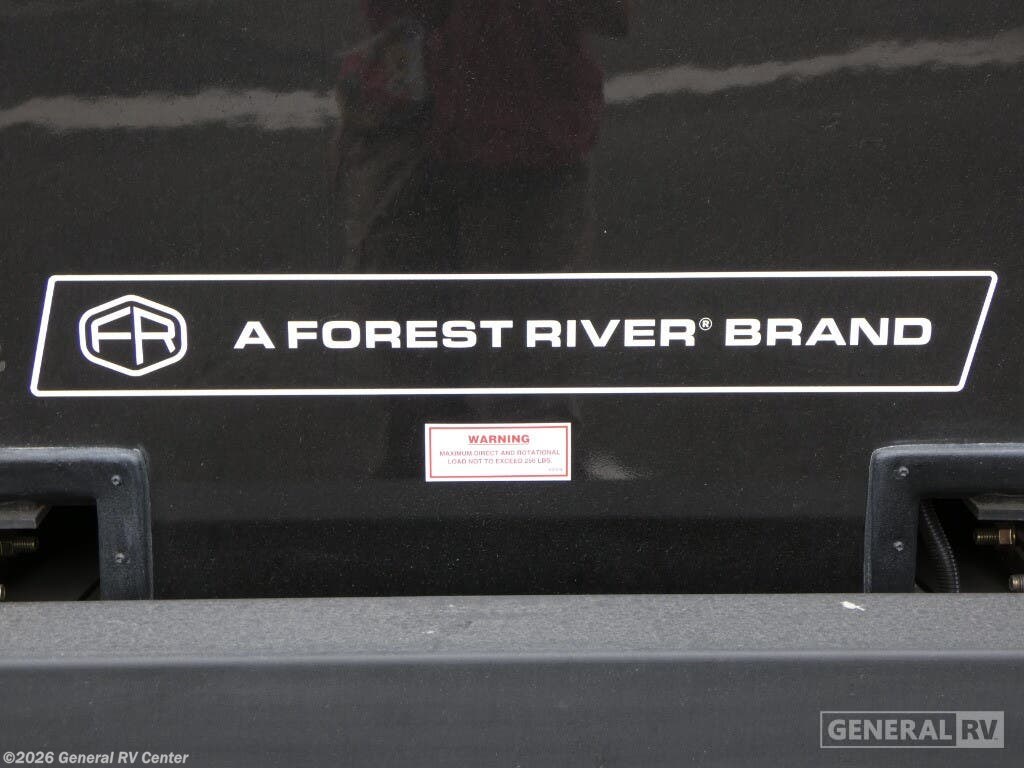 FR A FOREST RIVER® BRAND
WARNING
MAXIMUM DIRECT AND ROTATIONAL
LOAD NOT TO EXCEED 250 LBS.
GENERAL RV
©2026 General RV Center